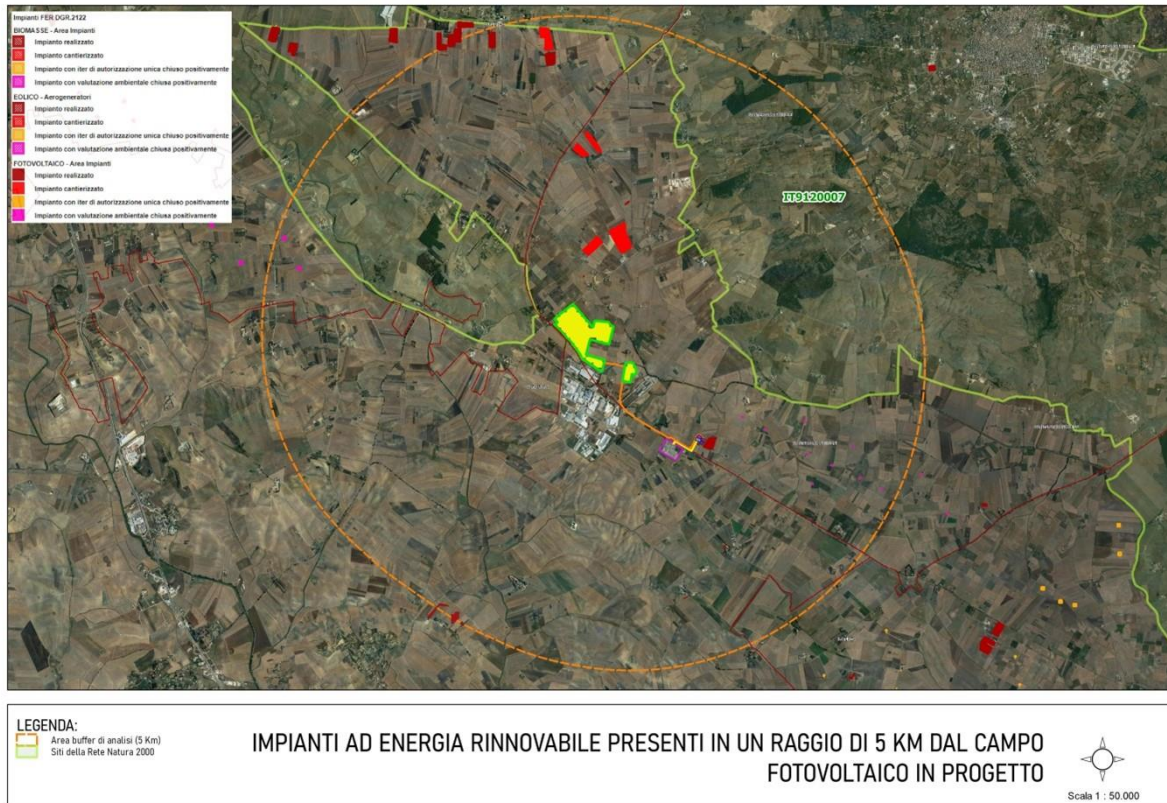 Impianti FER DGR.2122
BIOMASSE - Area Impianti
Impianto realizzato
Impianto cantierizzato
Impianto con iter di autorizzazione unica chiuso positivamente
Impianto con valutazione ambientale chiusa positivamente
EOLICO - Aerogeneratori
Impianto realizzato
Impianto cantierizzato
Impianto con iter di autorizzazione unica chiuso positivamente
Impianto con valutazione ambientale chiusa positivamente
FOTOVOLTAICO - Area Impianti
Impianto realizzato
Impianto cantierizzato
Impianto con iter di autorizzazione unica chiuso positivamente
Impianto con valutazione ambientale chiusa positivamente
IT9120007
LEGENDA:
Area buffer di analisi (5 Km)
Siti della Rete Natura 2000
IMPIANTI AD ENERGIA RINNOVABILE PRESENTI IN UN RAGGIO DI 5 KM DAL CAMPO
FOTOVOLTAICO IN PROGETTO
Scala 1 : 50.000